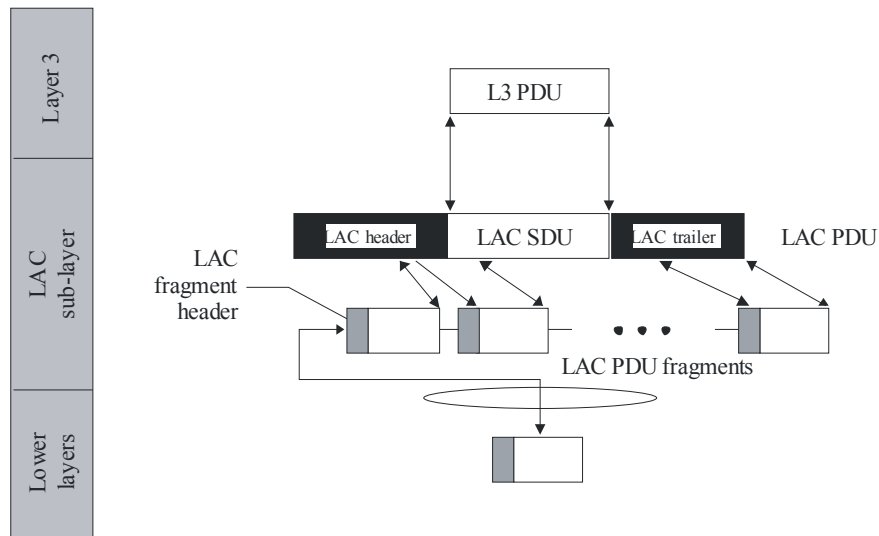 Layer 3
L3 PDU
LAC
sub-layer
LAC header
LAC SDU
LAC trailer
LAC PDU
LAC
fragment
header
LAC PDU fragments
Lower
layers